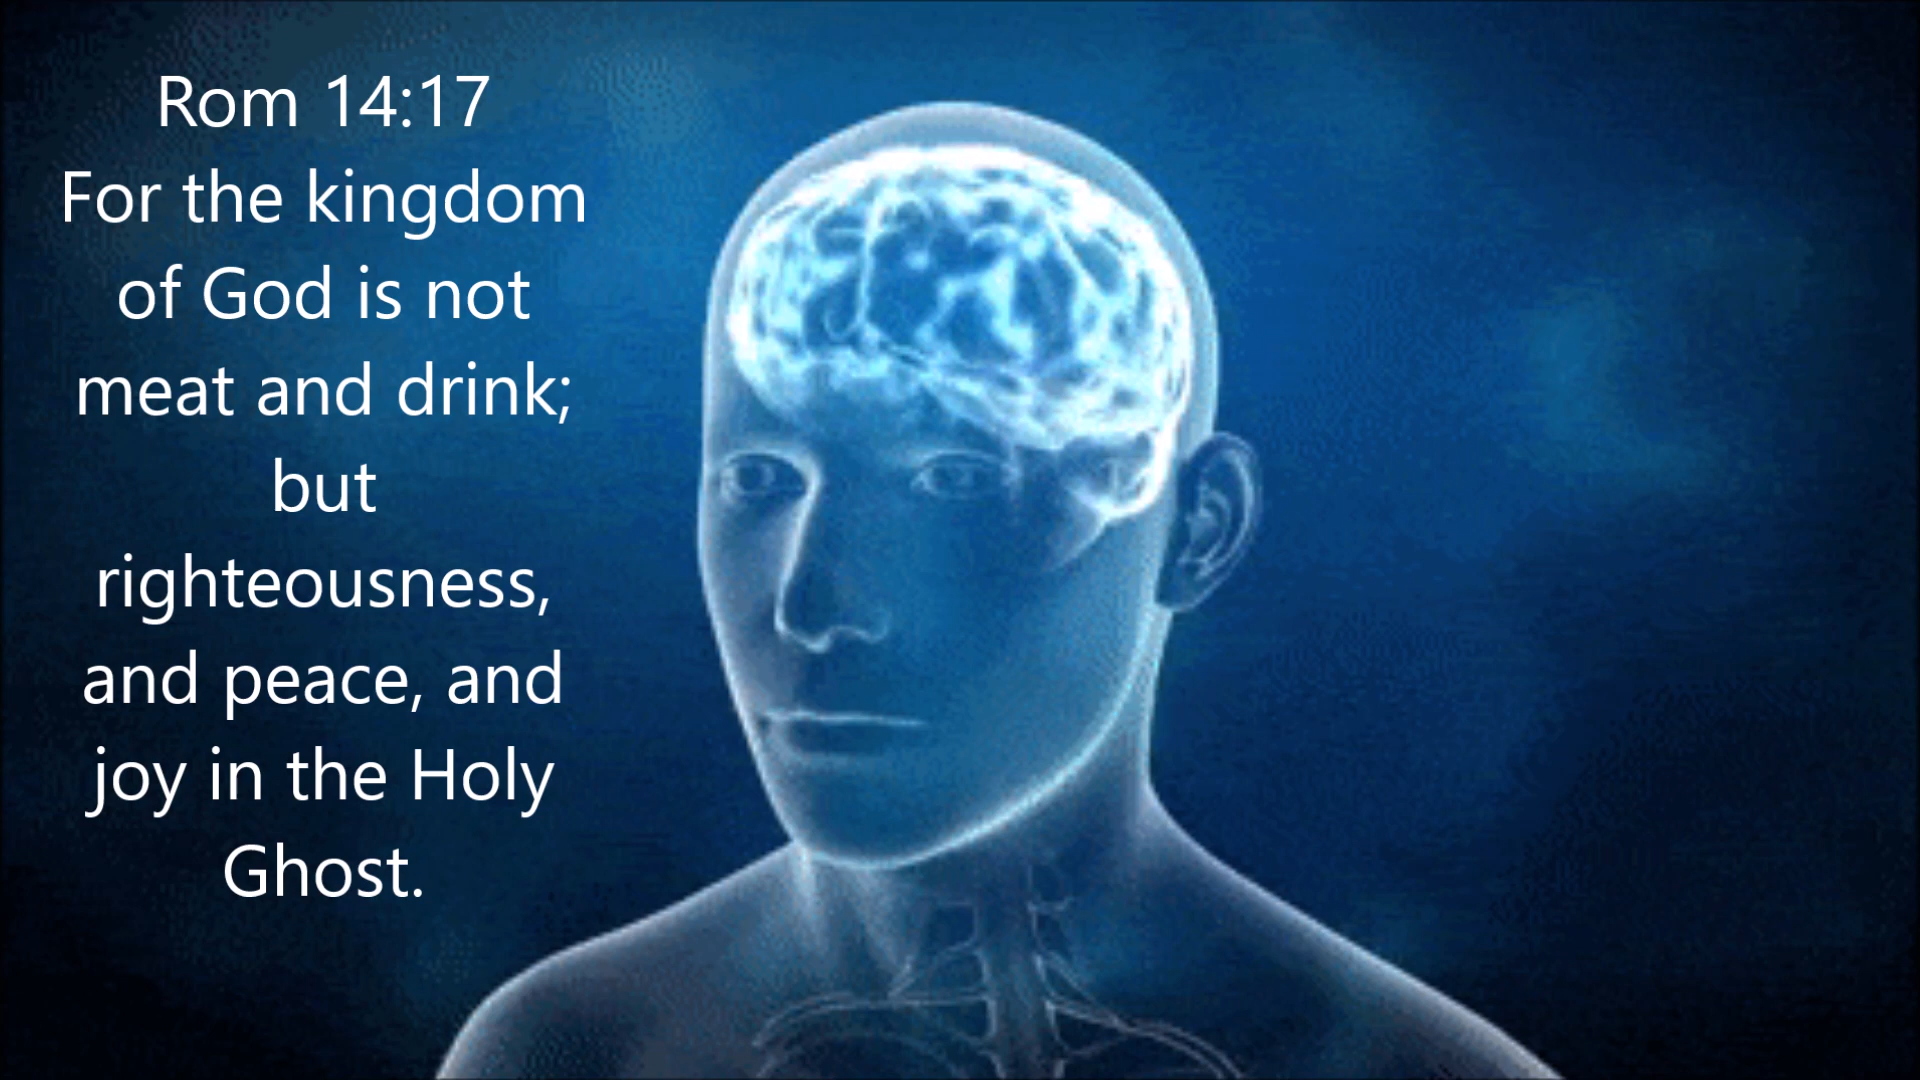 Rom 14:17
For the kingdom
of God is not
meat and drink;
but
righteousness,
and peace, and
joy in the Holy
Ghost.